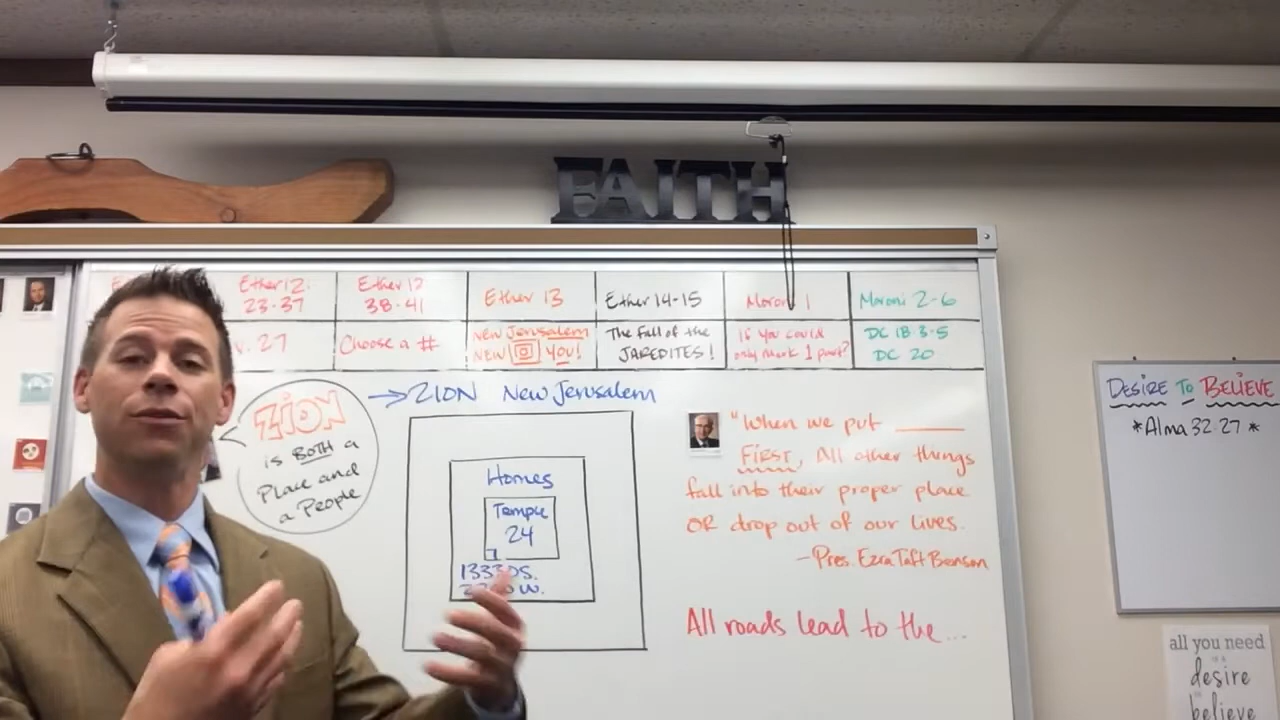 FAITH
Ether 12:
23-37
Ether 12
38-41
Ether 13
Ether 14-15
Moroni 1
Moroni 2-6
v. 27
Choose a #
NEW Jerusalem
NEW YOU!
The Fall of the
JAREDITES!
If you could
only mark 1 part?
DC 18:3-5
DC 20
ZION
is BOTH a
Place and
a People
ZION New Jerusalem
Homes
Temple
24
1333 S.
W.
"When we put ______
FIRST, All other things
fall into their proper place
OR drop out of our lives.
-Pres. Ezra Taft Benson
All roads lead to the...
DESIRE TO BELIEVE
*Alma 32:27*
all you need
is a
desire
believe